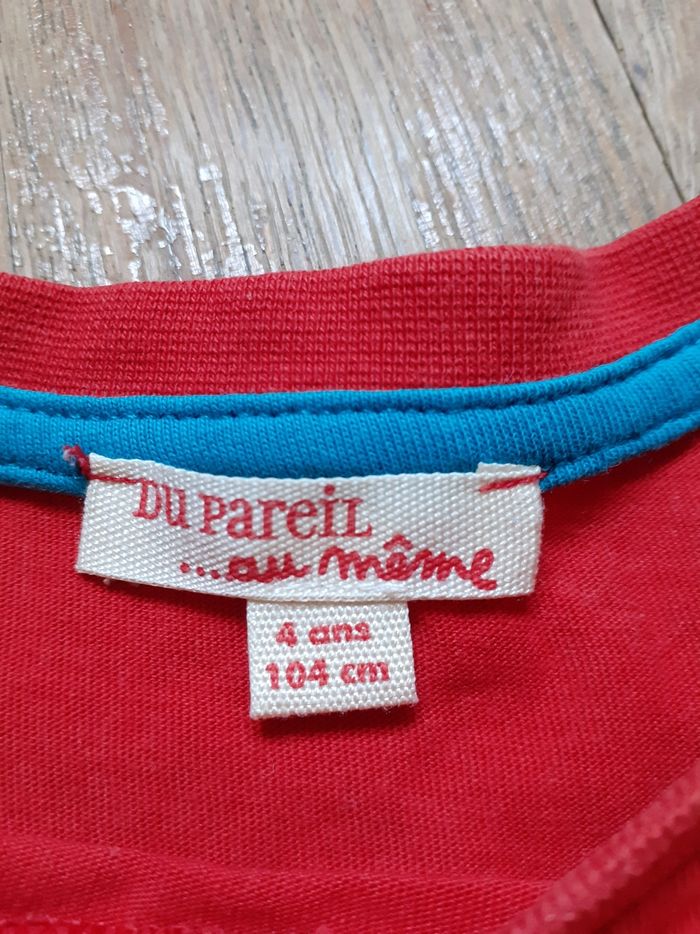 Du PareiL
...au même
4 ans
104 cm